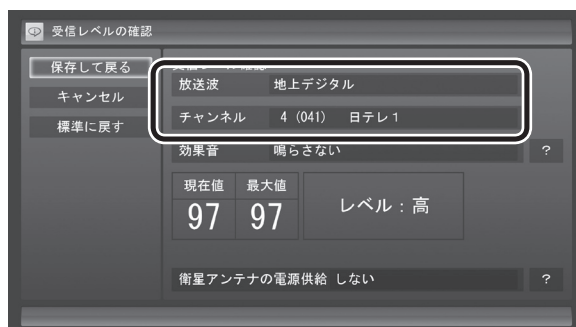 受信レベルの確認
保存して戻る
キャンセル
標準に戻す
放送波 地上デジタル
チャンネル 4 (041) 日テレ1
効果音 鳴らさない ?
現在値 最大値
97 97 レベル:高
衛星アンテナの電源供給 しない ?